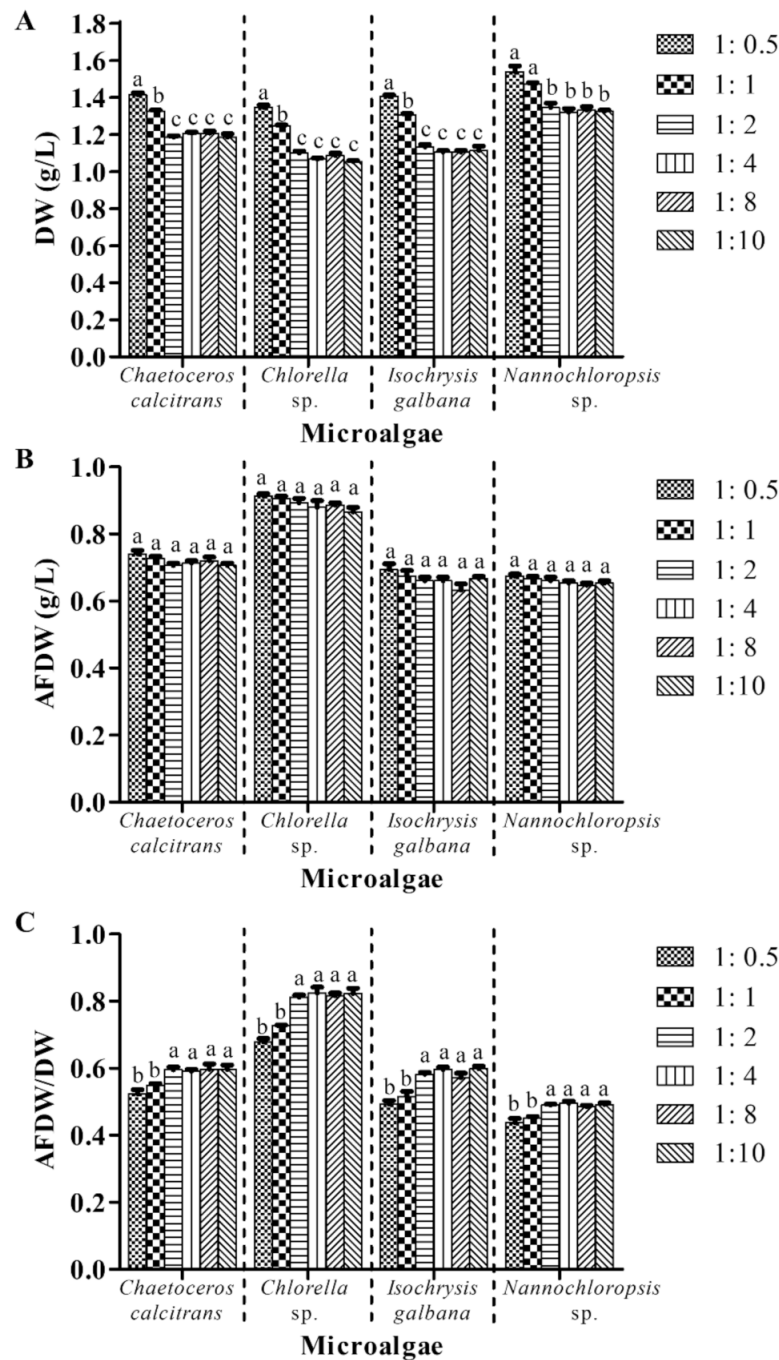 A
DW (g/L)
1.8
1.6
1.4
1.2
1.0
0.8
0.6
0.4
0.2
0.0
a b c c c c
a b c c c c
a b c c c c
a a b b b b
1: 0.5
1: 1
1: 2
1: 4
1: 8
1:10
Chaetoceros
calcitrans
Chlorella
sp.
Isochrysis
galbana
Nannochloropsis
sp.
Microalgae
B
AFDW (g/L)
1.0
0.8
0.6
0.4
0.2
0.0
a a a a a a
a a a a a a
a a a a a a
a a a a a a
1: 0.5
1: 1
1: 2
1: 4
1: 8
1:10
Chaetoceros
calcitrans
Chlorella
sp.
Isochrysis
galbana
Nannochloropsis
sp.
Microalgae
C
AFDW/DW
1.0
0.8
0.6
0.4
0.2
0.0
b b a a a a
b b a a a a
b b a a a a
b b a a a a
1: 0.5
1: 1
1: 2
1: 4
1: 8
1:10
Chaetoceros
calcitrans
Chlorella
sp.
Isochrysis
galbana
Nannochloropsis
sp.
Microalgae